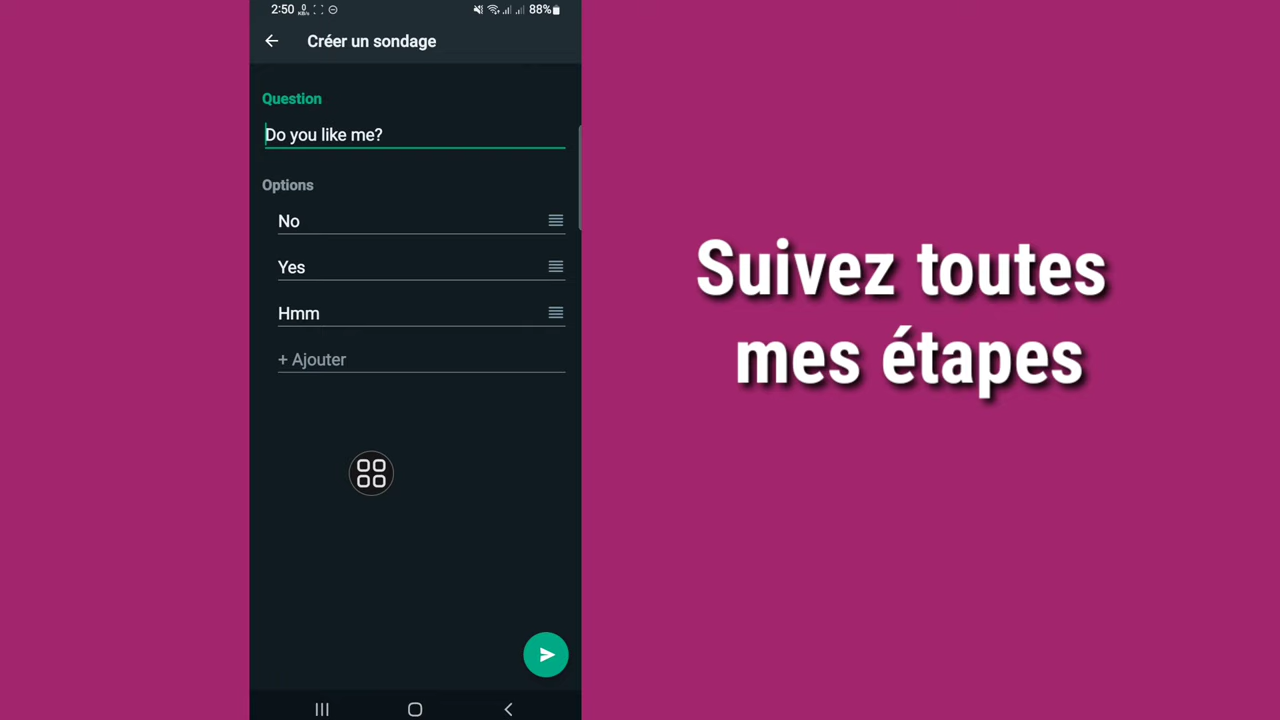 2:50 88%
Créer un sondage
Question
Do you like me?
Options
No
Yes
Hmm
+ Ajouter
Suivez toutes
mes étapes